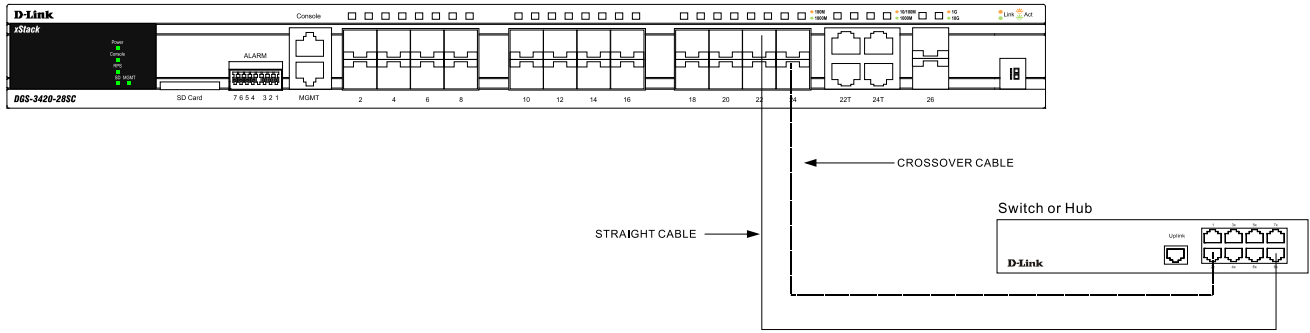 D-Link
xStack
Power
Console
RPS
SD MGMT
DGS-3420-28SC
SD Card
ALARM
7 6 5 4 3 2 1
Console
MGMT
2 4 6 8
10 12 14 16
18 20 22 24
22T 24T
26
100M
1000M
10/100M
1000M
1G
10G
Link Act
CROSSOVER CABLE
STRAIGHT CABLE
Switch or Hub
D-Link
Uplink